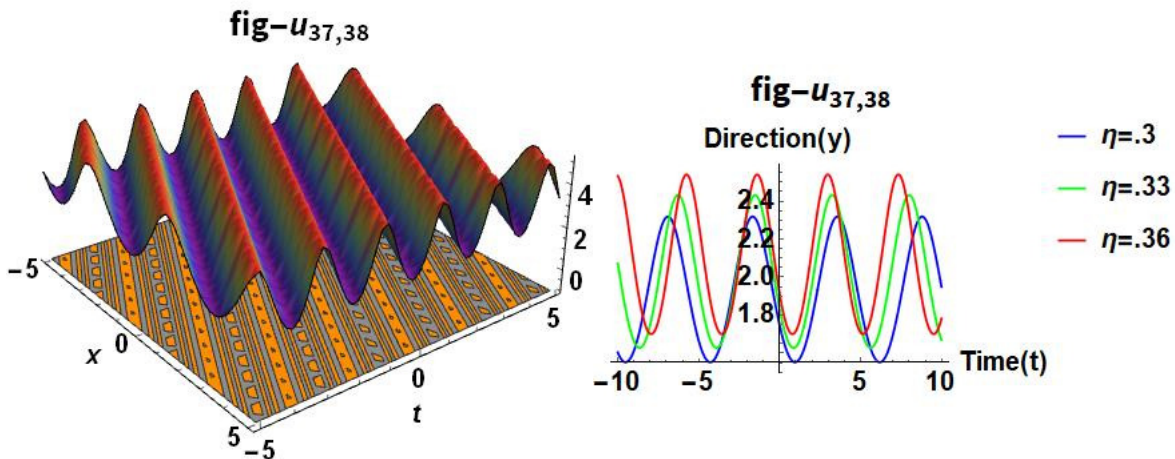 fig-u37,38
4
2
0
-5
x
0
5
-5
0
t
5
fig-u37,38
Direction(y)
2.4
2.2
2.0
1.8
-10
-5
5
10
Time(t)
η=.3
η=.33
η=.36